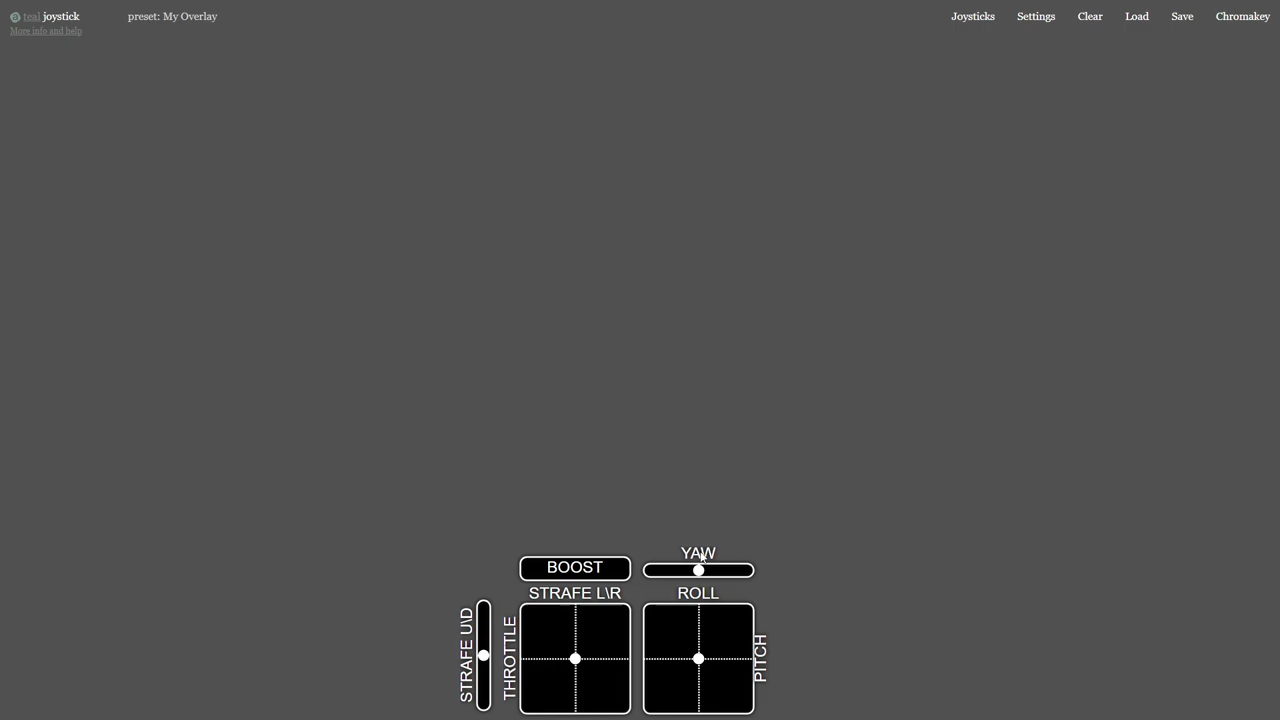 teal joystick
preset: My Overlay
Joysticks
Settings
Clear
Load
Save
Chromakey
More info and help
YAW
BOOST
STRAFE L\R
ROLL
STRAFE U\D
THROTTLE
PITCH